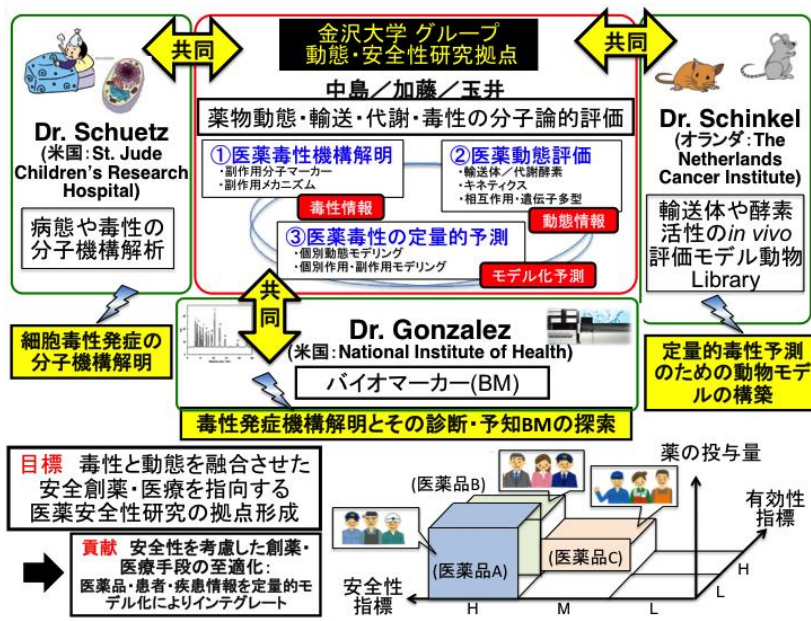 共同
金沢大学 グループ
動態・安全性研究拠点
共同
中島／加藤／玉井
薬物動態・輸送・代謝・毒性の分子論的評価
①医薬毒性機構解明
・副作用分子マーカー
・副作用メカニズム
毒性情報
②医薬動態評価
・輸送体／代謝酵素
・キネティクス
・相互作用・遺伝子多型
動態情報
③医薬毒性の定量的予測
・個別動態モデリング
・個別作用・副作用モデリング
モデル化予測
Dr. Schuetz
(米国：St. Jude
Children's Research
Hospital)
病態や毒性の
分子機構解析
細胞毒性発症の
分子機構解明
Dr. Schinkel
(オランダ：The
Netherlands
Cancer Institute)
輸送体や酵素
活性のin vivo
評価モデル動物
Library
定量的毒性予測
のための動物モデ
ルの構築
共同
Dr. Gonzalez
(米国：National Institute of Health)
バイオマーカー(BM)
毒性発症機構解明とその診断・予知BMの探索
目標 毒性と動態を融合させた
安全創薬・医療を指向する
医薬安全性研究の拠点形成
貢献 安全性を考慮した創薬・
医療手段の至適化：
医薬品・患者・疾患情報を定量的モ
デル化によりインテグレート
薬の投与量
有効性
指標
(医薬品B)
(医薬品A)
(医薬品C)
安全性
指標
H
M
L
L
H